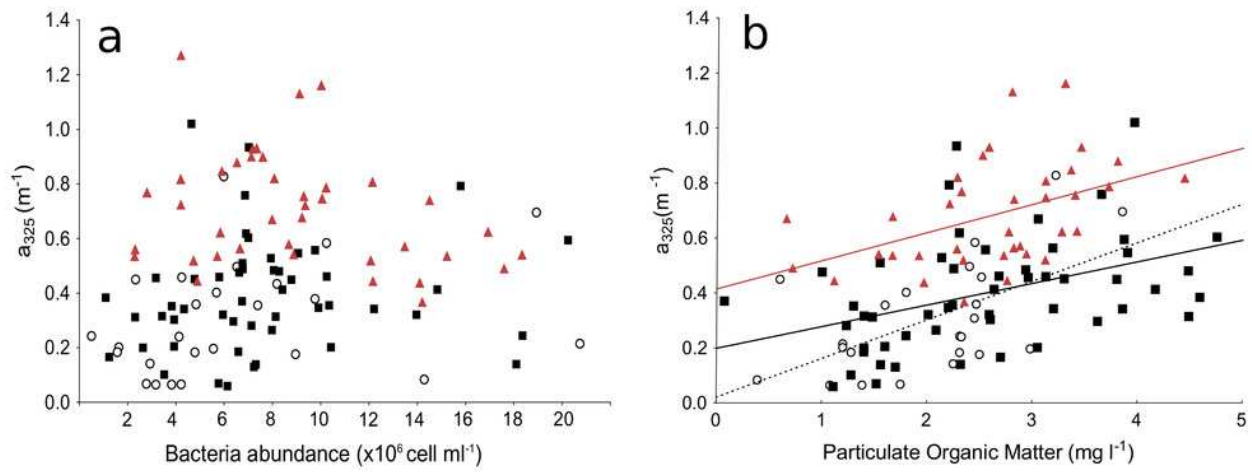 a
1.4
1.2
1.0
0.8
0.6
0.4
0.2
0.0
a325 (m-1)
2 4 6 8 10 12 14 16 18 20
Bacteria abundance (x10⁶ cell ml-1)
b
1.4
1.2
1.0
0.8
0.6
0.4
0.2
0.0
a325(m-1)
0 1 2 3 4 5
Particulate Organic Matter (mg l-1)